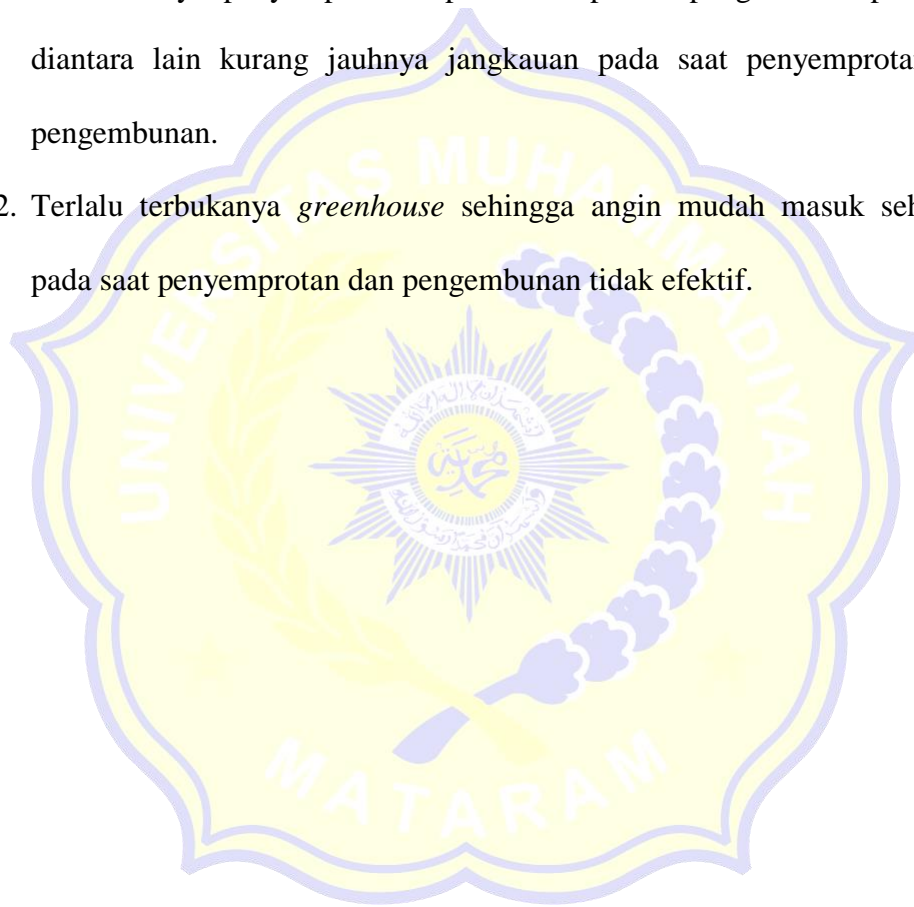 diantara lain kurang jauhnya jangkauan pada saat penyemprotan
pengembunan.
2. Terlalu terbukanya greenhouse sehingga angin mudah masuk seh
pada saat penyemprotan dan pengembunan tidak efektif.
UNIVERSITAS MUHAMMADIYAH
MATARAM